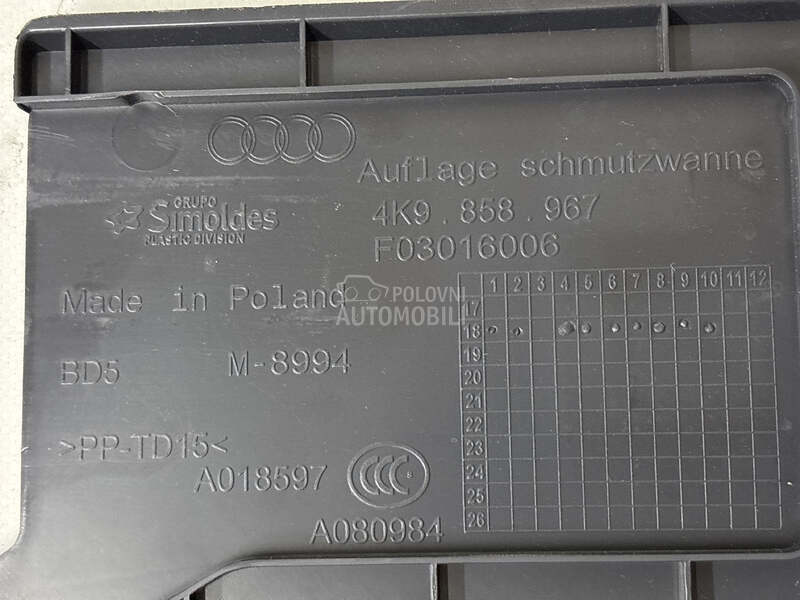 Auflage schmutzwanne
GRUPO
Simoldes
PLASTIC DIVISION
4K9.858.967
F03016006
Made in Poland
POLOVNI
AUTOMOBILI
BD5
M-8994
>PP-TD15<
A018597
CCC S
A080984
1 2 3 4 5 6 7 8 9 10 11 12
17
18
19
20
21
22
23
24
25
26